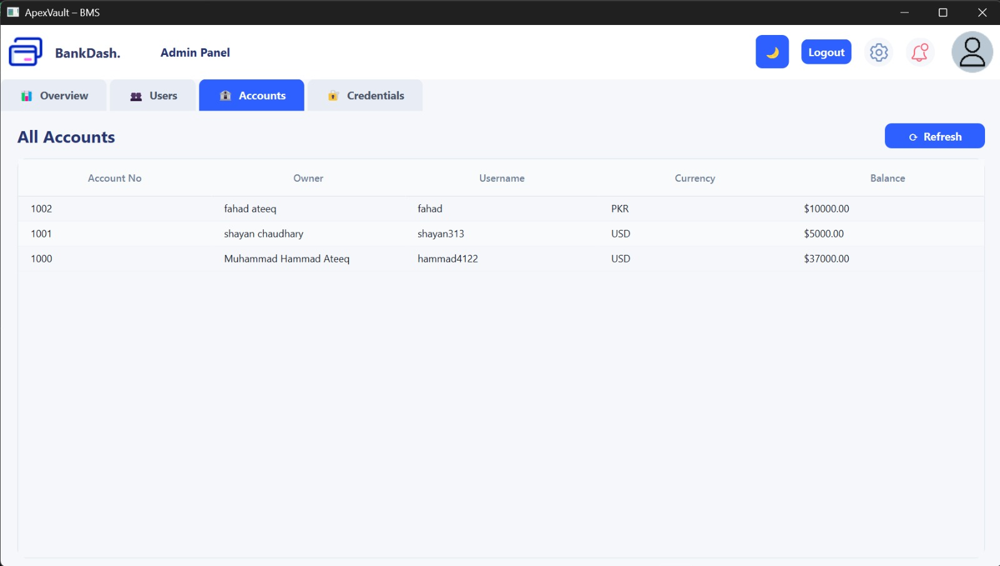 ApexVault – BMS
BankDash.
Admin Panel
Logout
Overview
Users
Accounts
Credentials
All Accounts
Refresh
Account No Owner Username Currency Balance
1002 fahad ateeq fahad PKR $10000.00
1001 shayan chaudhary shayan313 USD $5000.00
1000 Muhammad Hammad Ateeq hammad4122 USD $37000.00